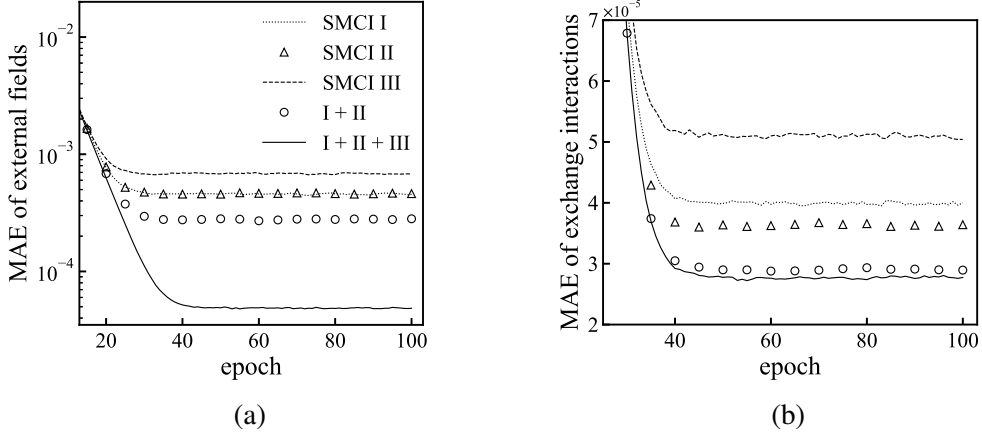 MAE of external fields
10⁻²
10⁻³
10⁻⁴
SMCI I
SMCI II
SMCI III
I + II
I + II + III
20
40
60
80
100
epoch
(a)
MAE of exchange interactions
×10⁻⁵
7
6
5
4
3
2
40
60
80
100
epoch
(b)